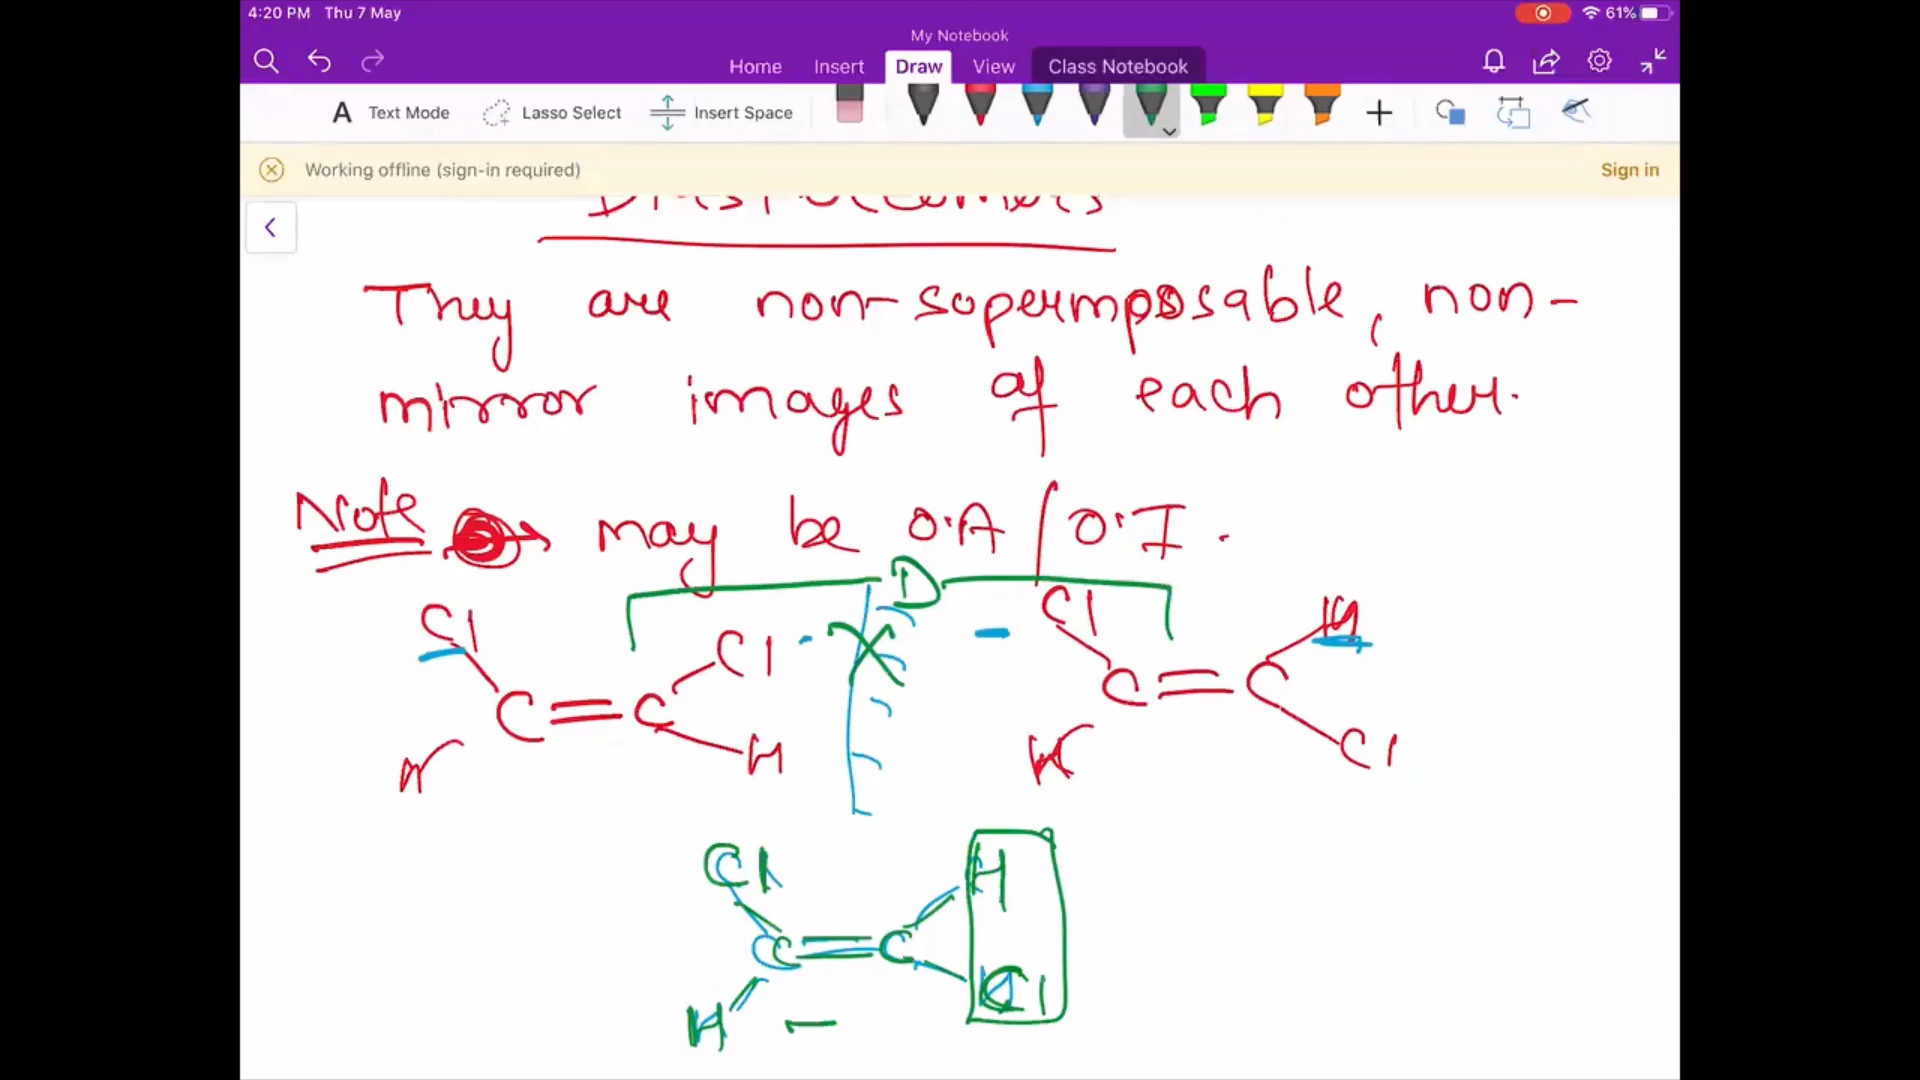 4:20 PM Thu 7 May
61%
My Notebook
Home Insert Draw View Class Notebook
A Text Mode Lasso Select Insert Space
Working offline (sign-in required) Sign in
They are non-superimposable, non-
mirror images of each other.
Note → may be O.A / O.I.
D
Cl Cl Cl H
C = C C = C
H H H Cl
Cl H
C = C
H Cl